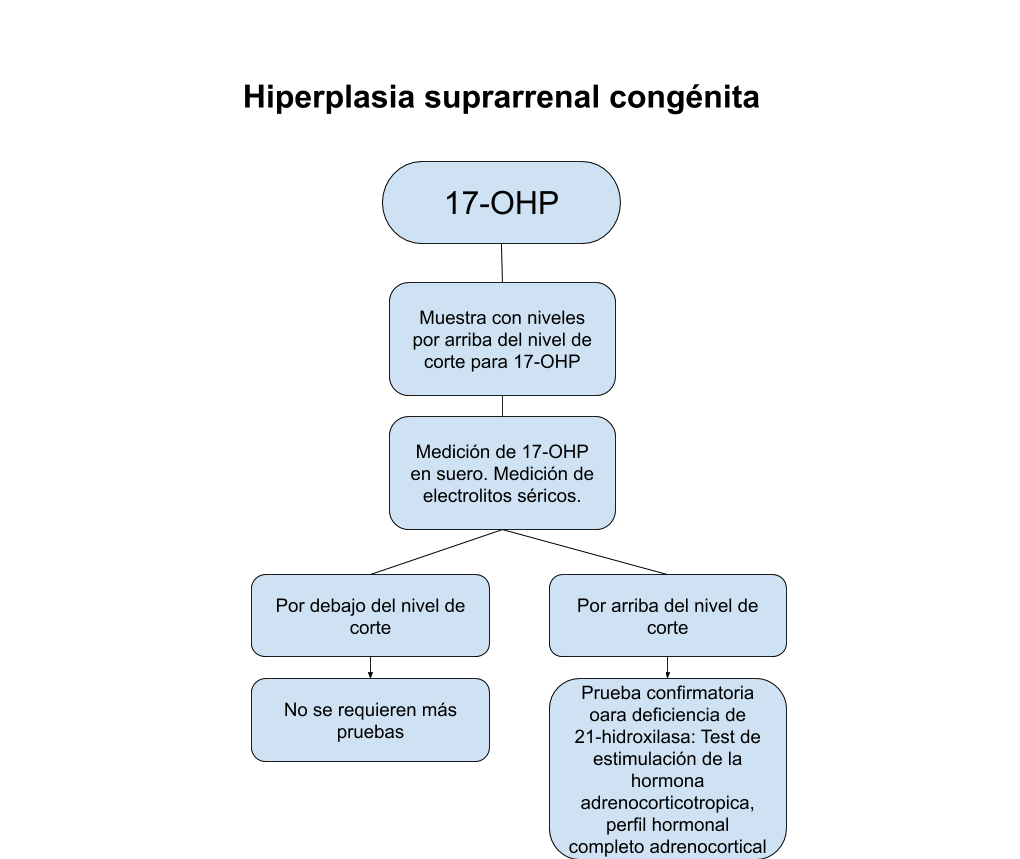 Hiperplasia suprarrenal congénita
17-OHP
Muestra con niveles
por arriba del nivel de
corte para 17-OHP
Medición de 17-OHP
en suero. Medición de
electrolitos séricos.
Por debajo del nivel de
corte
Por arriba del nivel de
corte
No se requieren más
pruebas
Prueba confirmatoria
oara deficiencia de
21-hidroxilasa: Test de
estimulación de la
hormona
adrenocorticotropica,
perfil hormonal
completo adrenocortical